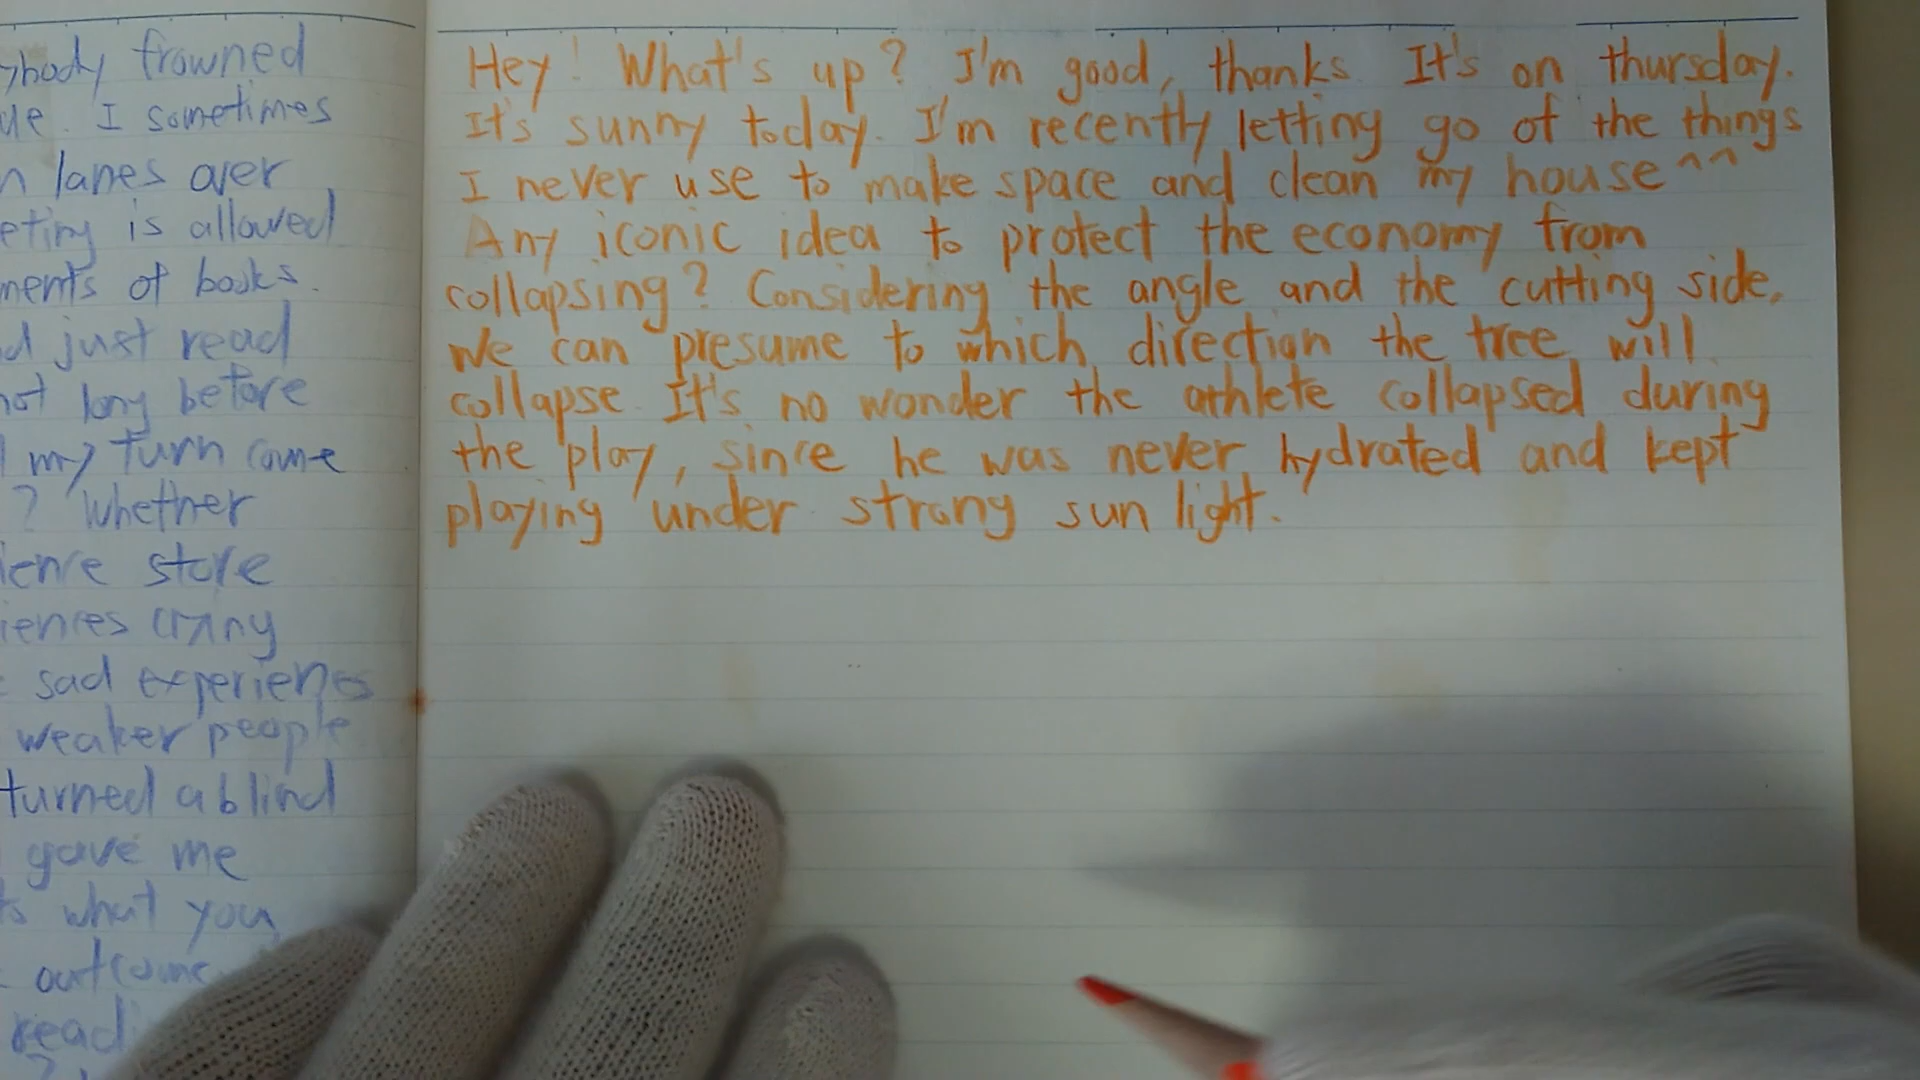 frowned
I sometimes
lanes over
is allowed
ments of books.
just read
not long before
my turn came
? Whether
store
sad experiences
weaker people
turned a blind
gave me
what you
outcome
read
Hey! What's up? I'm good, thanks. It's on thursday.
It's sunny today. I'm recently letting go of the things
I never use to make space and clean my house ^^
Any iconic idea to protect the economy from
collapsing? Considering the angle and the cutting side,
We can presume to which direction the tree will
collapse. It's no wonder the athlete collapsed during
the play, since he was never hydrated and kept
playing under strong sun light.